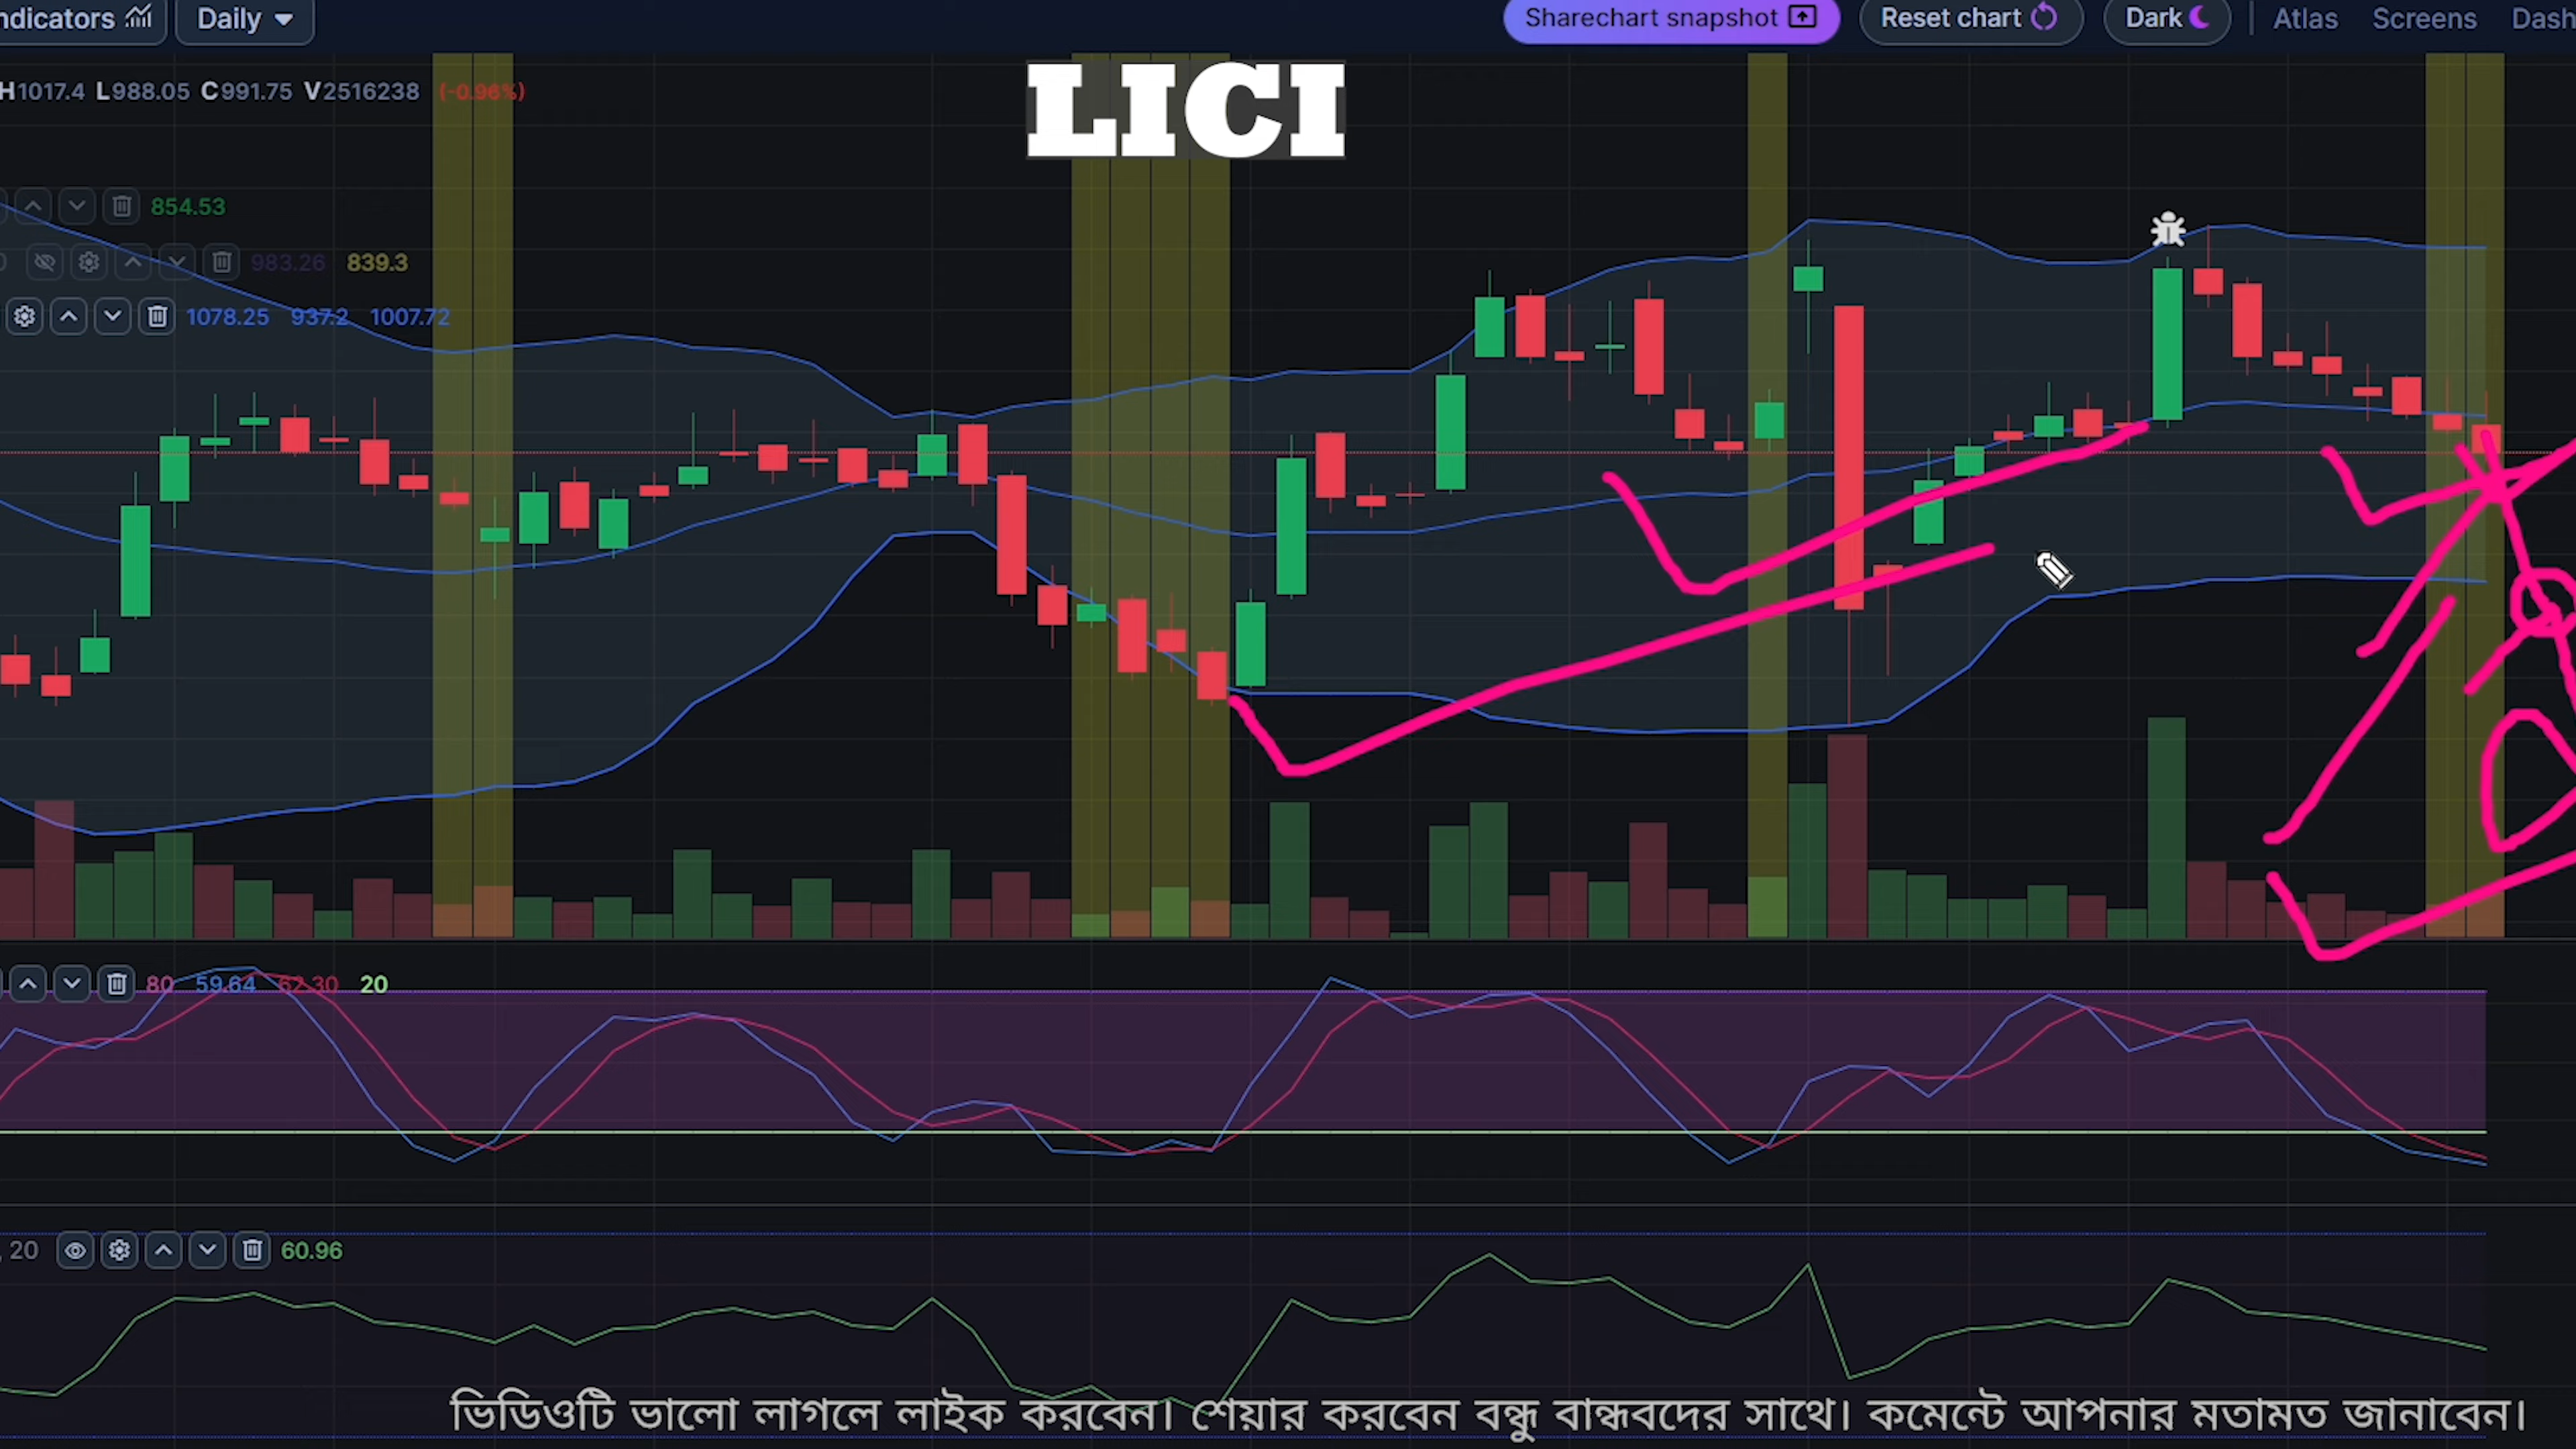 ndicators Daily Sharechart snapshot Reset chart Dark Atlas Screens Dash
H1017.4 L988.05 C991.75 V2516238 (-0.96%)
LICI
854.53
983.26 839.3
1078.25 937.2 1007.72
80 59.64 62.30 20
, 20 60.96
ভিডিওটি ভালো লাগলে লাইক করবেন। শেয়ার করবেন বন্ধু বান্ধবদের সাথে। কমেন্টে আপনার মতামত জানাবেন।